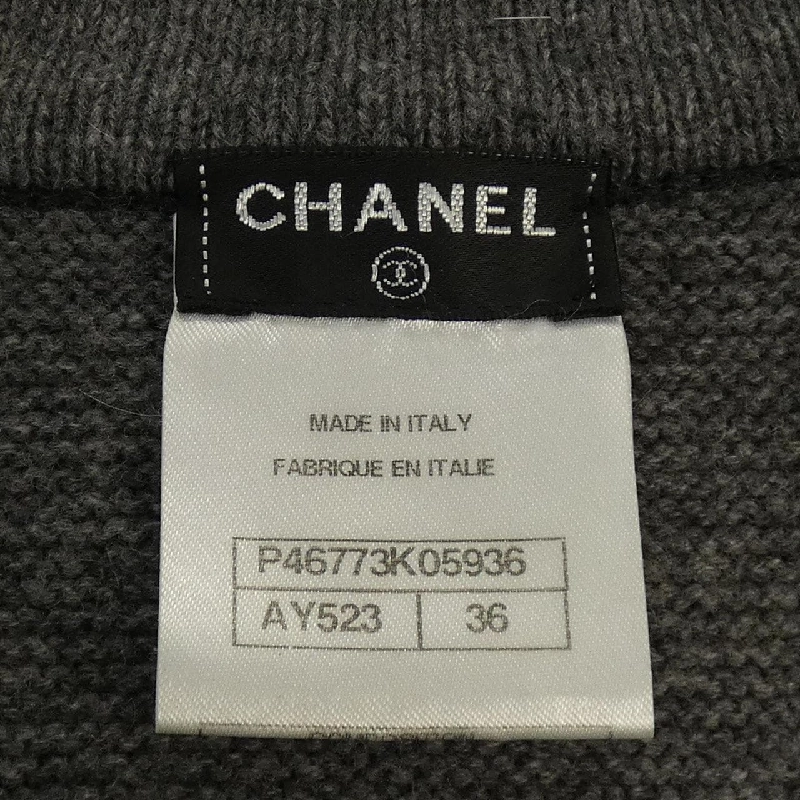 CHANEL
MADE IN ITALY
FABRIQUE EN ITALIE
P46773K05936
AY523 36